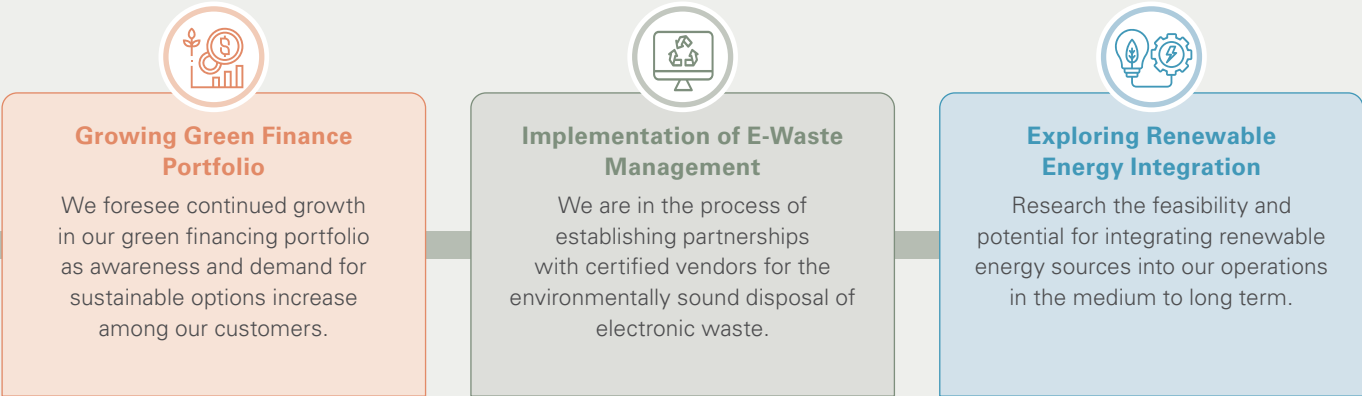 Growing Green Finance
Portfolio
We foresee continued growth
in our green financing portfolio
as awareness and demand for
sustainable options increase
among our customers.
Implementation of E-Waste
Management
We are in the process of
establishing partnerships
with certified vendors for the
environmentally sound disposal of
electronic waste.
Exploring Renewable
Energy Integration
Research the feasibility and
potential for integrating renewable
energy sources into our operations
in the medium to long term.